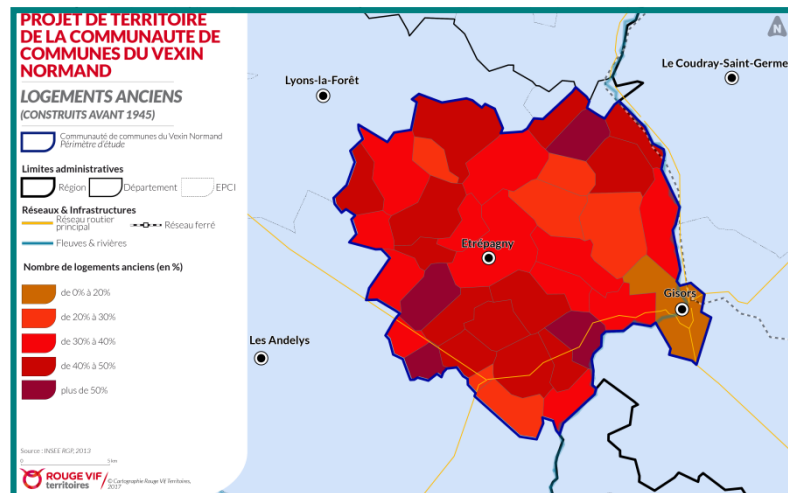 PROJET DE TERRITOIRE
DE LA COMMUNAUTE DE
COMMUNES DU VEXIN
NORMAND
LOGEMENTS ANCIENS
(CONSTRUITS AVANT 1945)
Communauté de communes du Vexin Normand
Périmètre d'étude
Limites administratives
Région
Département
EPCI
Réseaux & Infrastructures
Réseau routier
principal
Réseau ferré
Fleuves & rivières
Nombre de logements anciens (en %)
de 0% à 20%
de 20% à 30%
de 30% à 40%
de 40% à 50%
plus de 50%
Source : INSEE RGP, 2013
0 5 km
ROUGE VIF
territoires
© Cartographie Rouge Vif Territoires,
2017
N
Le Coudray-Saint-Germe
Lyons-la-Forêt
Etrépagny
Gisors
Les Andelys